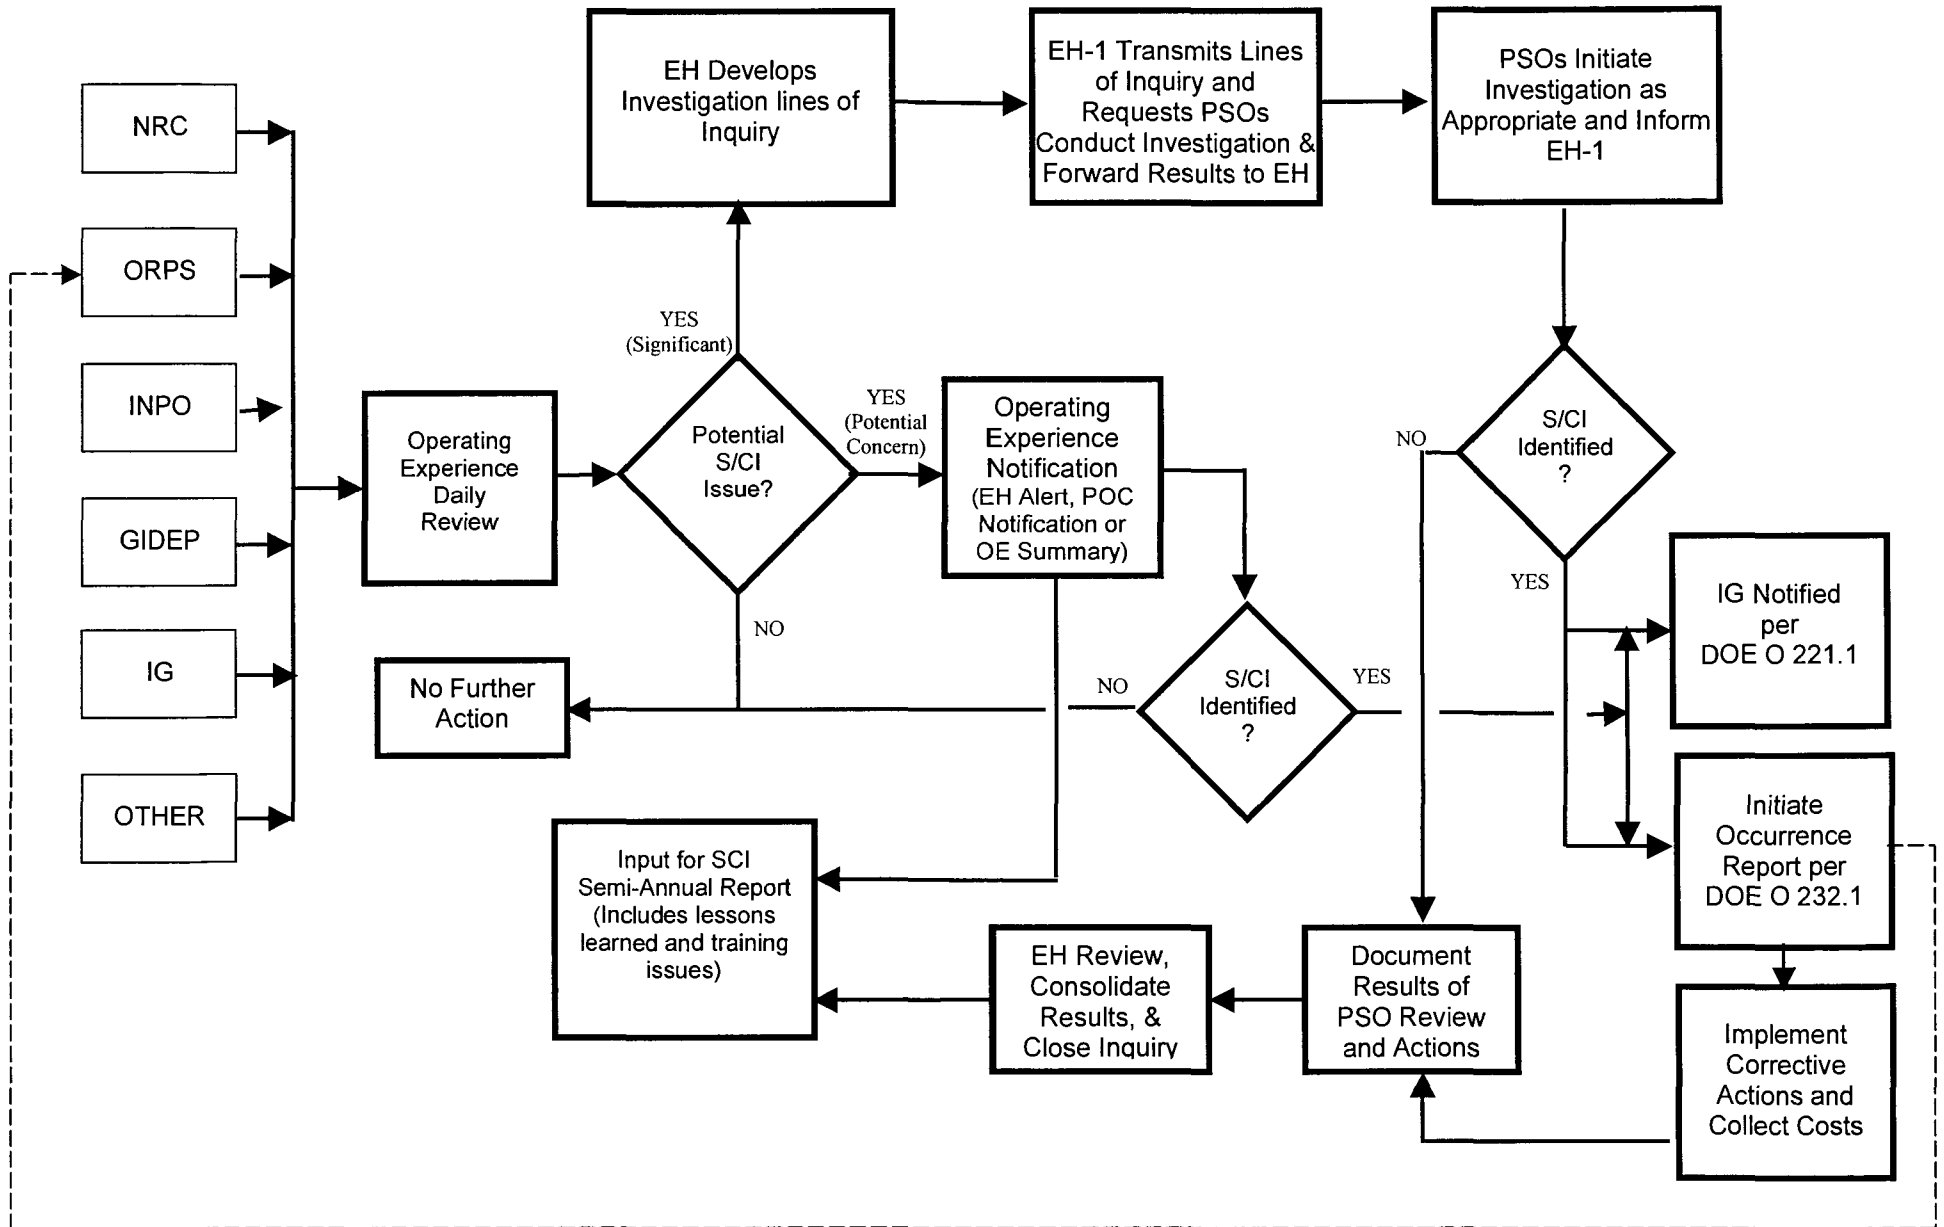 EH Develops
Investigation lines of
Inquiry
EH-1 Transmits Lines
of Inquiry and
Requests PSOs
Conduct Investigation &
Forward Results to EH
PSOs Initiate
Investigation as
Appropriate and Inform
EH-1
NRC
ORPS
INPO
GIDEP
IG
OTHER
Operating
Experience
Daily
Review
YES
(Significant)
Potential
S/CI
Issue?
YES
(Potential
Concern)
NO
Operating
Experience
Notification
(EH Alert, POC
Notification or
OE Summary)
S/CI
Identified
?
NO
YES
IG Notified
per
DOE O 221.1
No Further
Action
NO
S/CI
Identified
?
YES
Initiate
Occurrence
Report per
DOE O 232.1
Input for SCI
Semi-Annual Report
(Includes lessons
learned and training
issues)
EH Review,
Consolidate
Results, &
Close Inquiry
Document
Results of
PSO Review
and Actions
Implement
Corrective
Actions and
Collect Costs